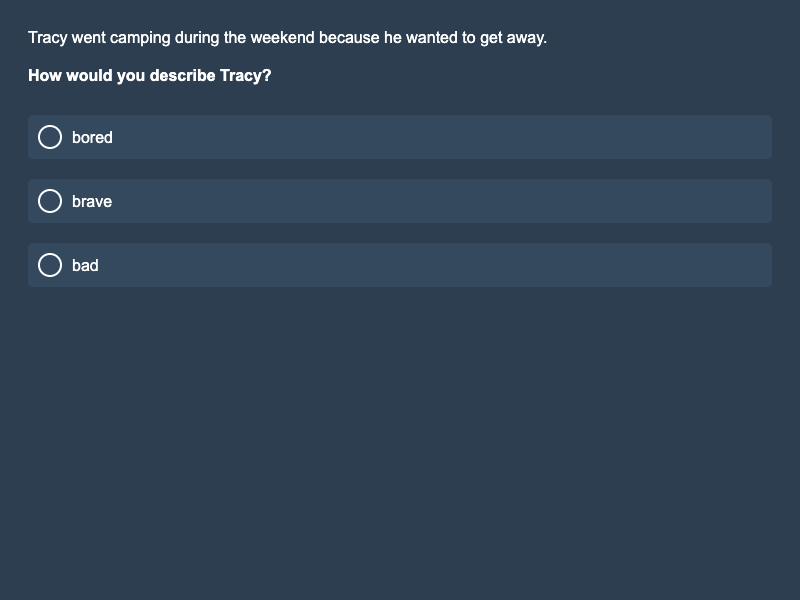 Tracy went camping during the weekend because he wanted to get away.
How would you describe Tracy?
bored
brave
bad